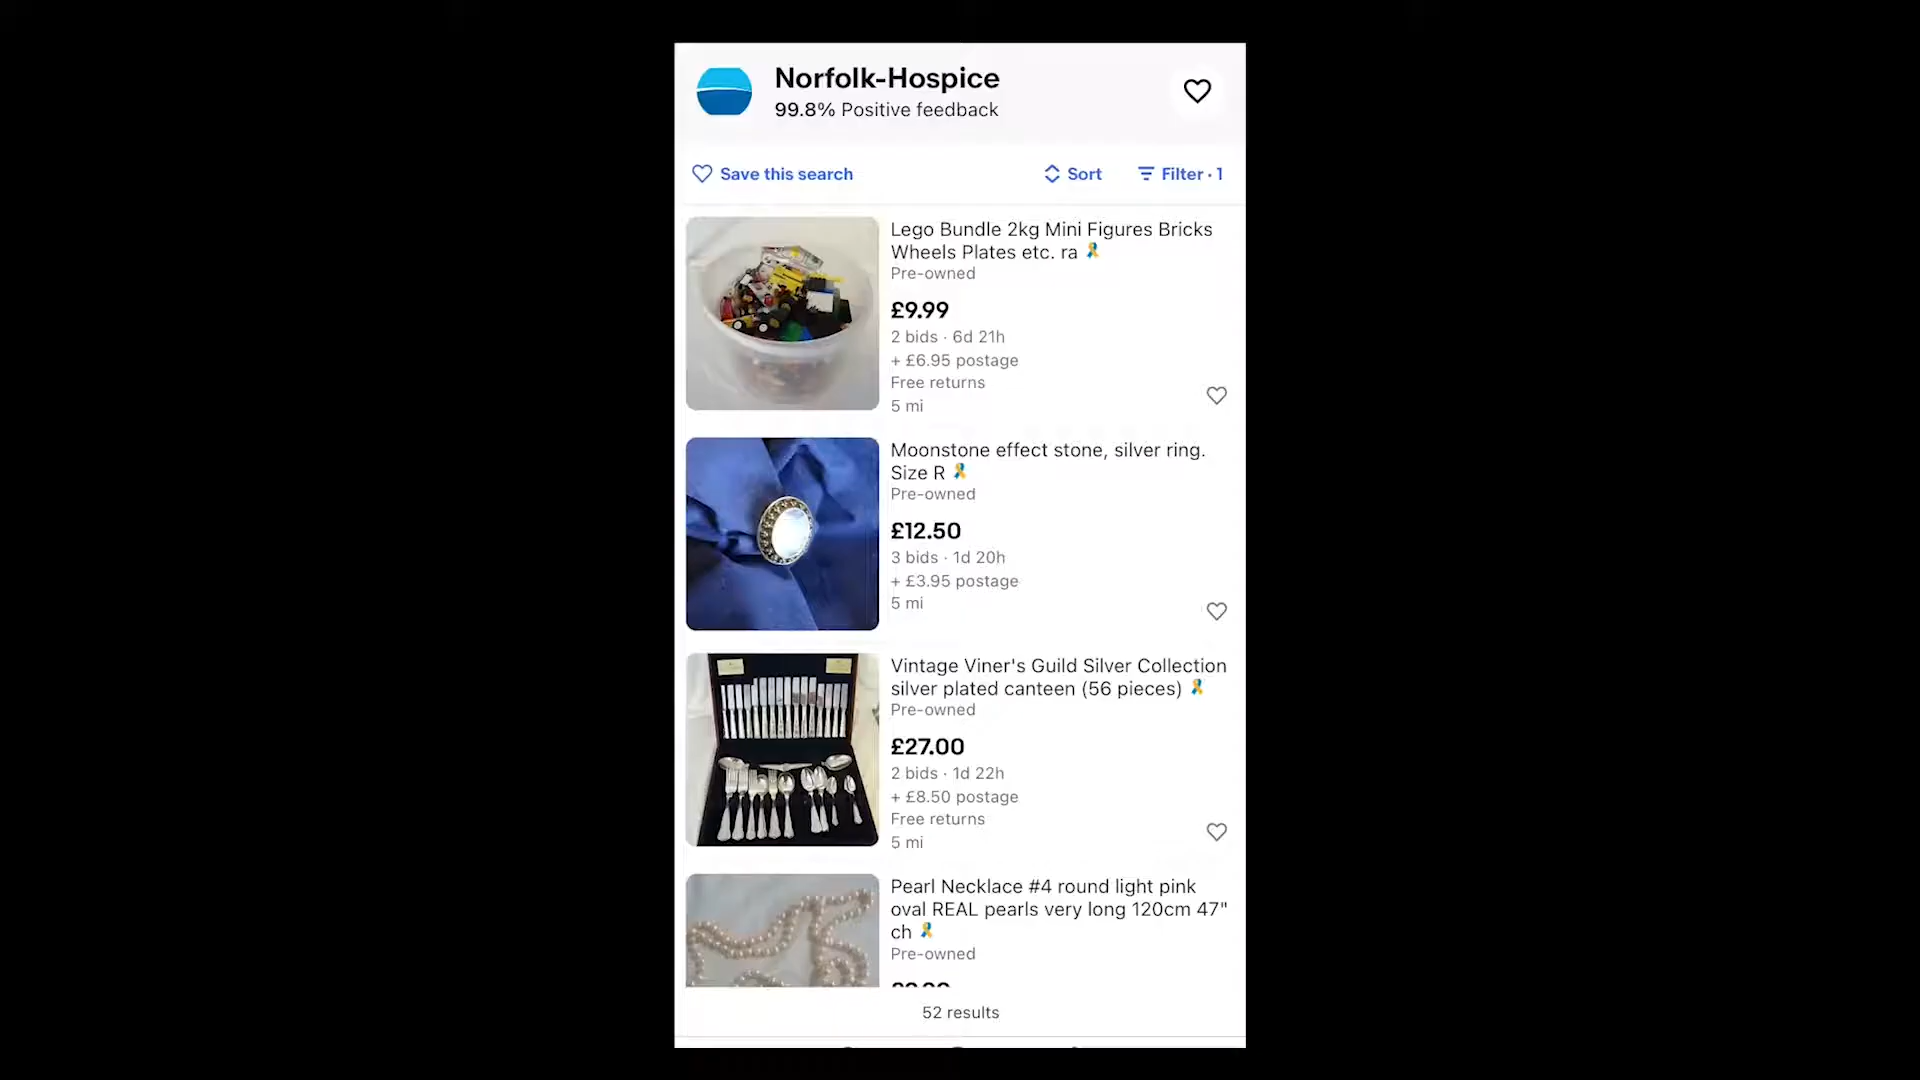 Norfolk-Hospice
99.8% Positive feedback
Save this search
Sort
Filter · 1
Lego Bundle 2kg Mini Figures Bricks
Wheels Plates etc. ra
Pre-owned
£9.99
2 bids · 6d 21h
+ £6.95 postage
Free returns
5 mi
Moonstone effect stone, silver ring.
Size R
Pre-owned
£12.50
3 bids · 1d 20h
+ £3.95 postage
5 mi
Vintage Viner's Guild Silver Collection
silver plated canteen (56 pieces)
Pre-owned
£27.00
2 bids · 1d 22h
+ £8.50 postage
Free returns
5 mi
Pearl Necklace #4 round light pink
oval REAL pearls very long 120cm 47"
ch
Pre-owned
52 results